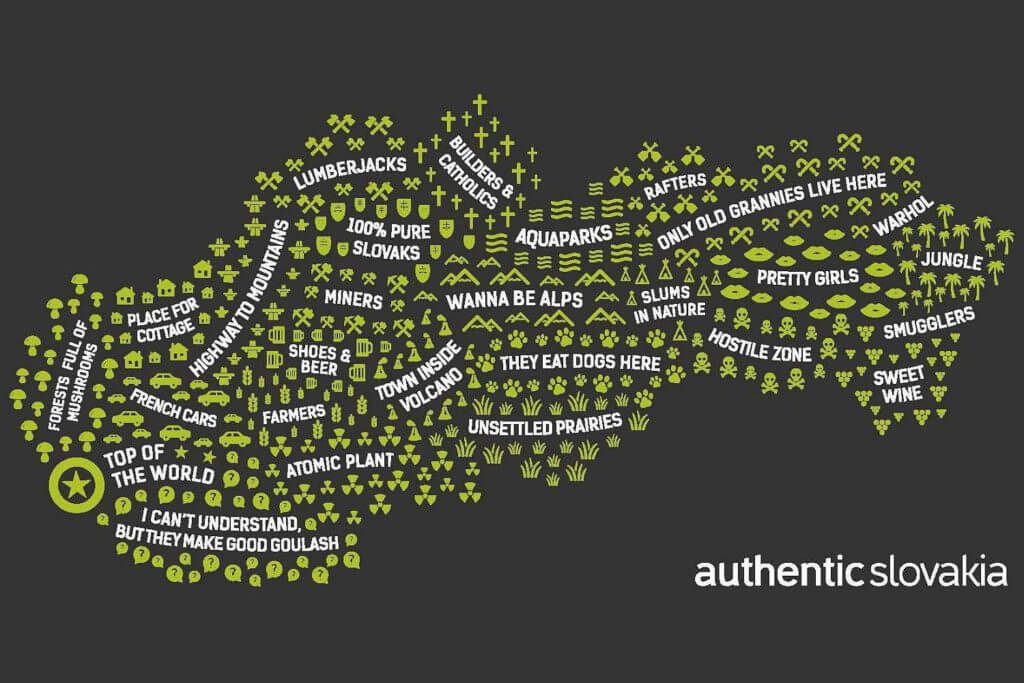 LUMBERJACKS
BUILDERS &
CATHOLICS
RAFTERS
ONLY OLD GRANNIES LIVE HERE
100% PURE
SLOVAKS
AQUAPARKS
WARHOL
JUNGLE
HIGHWAY TO MOUNTAINS
PRETTY GIRLS
MINERS
WANNA BE ALPS
SLUMS
IN NATURE
PLACE FOR
COTTAGE
SMUGGLERS
HOSTILE ZONE
FORESTS FULL OF
MUSHROOMS
SHOES &
BEER
TOWN INSIDE
VOLCANO
THEY EAT DOGS HERE
SWEET
WINE
FRENCH CARS
FARMERS
UNSETTLED PRAIRIES
TOP OF
THE WORLD
ATOMIC PLANT
I CAN'T UNDERSTAND,
BUT THEY MAKE GOOD GOULASH
authentic slovakia